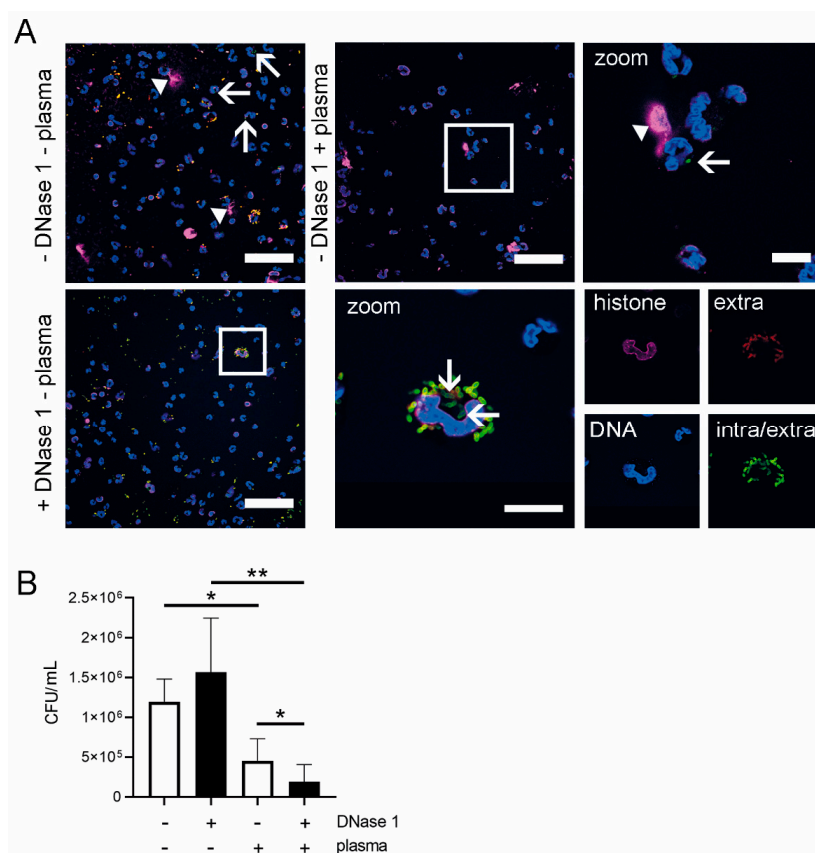 A
- DNase 1 - plasma
- DNase 1 + plasma
zoom
+ DNase 1 - plasma
zoom
histone
extra
DNA
intra/extra
B
**
*
*
2.5×10⁶
2×10⁶
1.5×10⁶
1×10⁶
5×10⁵
0
CFU/mL
- + - + DNase 1
- - + + plasma